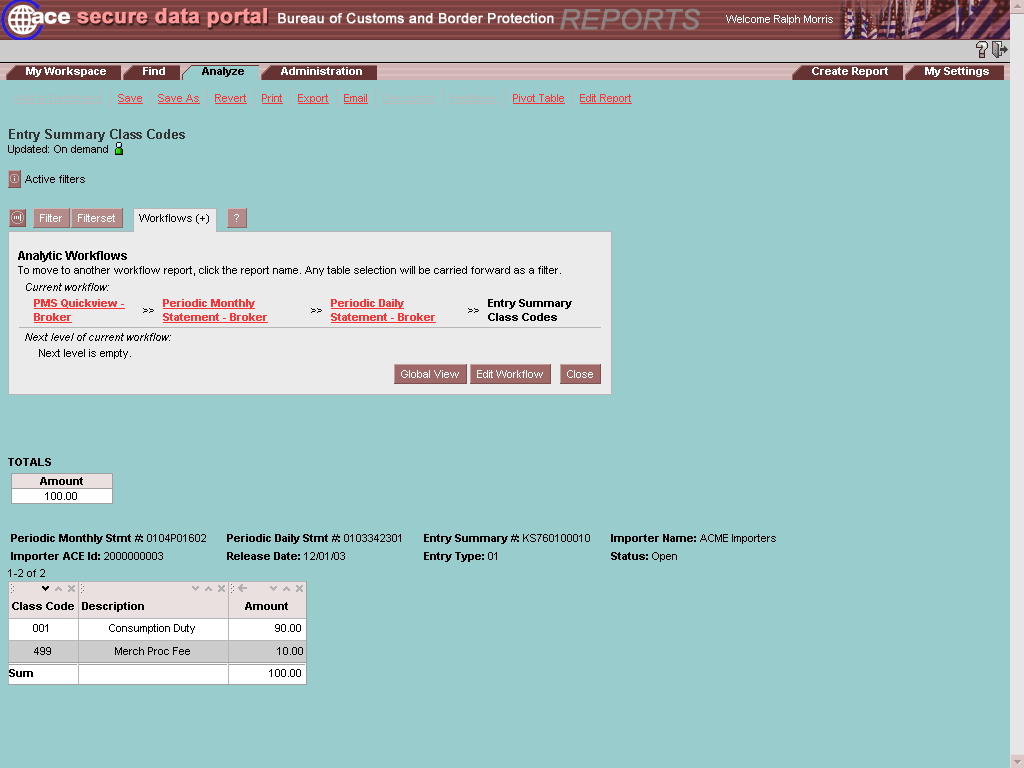 ace secure data portal Bureau of Customs and Border Protection REPORTS Welcome Ralph Morris
?
My Workspace Find Analyze Administration Create Report My Settings
Save Save As Revert Print Export Email Pivot Table Edit Report
Entry Summary Class Codes
Updated: On demand
Active filters
Filter Filterset Workflows (+) ?
Analytic Workflows
To move to another workflow report, click the report name. Any table selection will be carried forward as a filter.
Current workflow:
PMS Quickview - >> Periodic Monthly >> Periodic Daily >> Entry Summary
Broker Statement - Broker Statement - Broker Class Codes
Next level of current workflow:
Next level is empty.
Global View Edit Workflow Close
TOTALS
Amount
100.00
Periodic Monthly Stmt #: 0104P01602 Periodic Daily Stmt #: 0103342301 Entry Summary #: KS760100010 Importer Name: ACME Importers
Importer ACE Id: 2000000003 Release Date: 12/01/03 Entry Type: 01 Status: Open
1-2 of 2
Class Code Description Amount
001 Consumption Duty 90.00
499 Merch Proc Fee 10.00
Sum 100.00